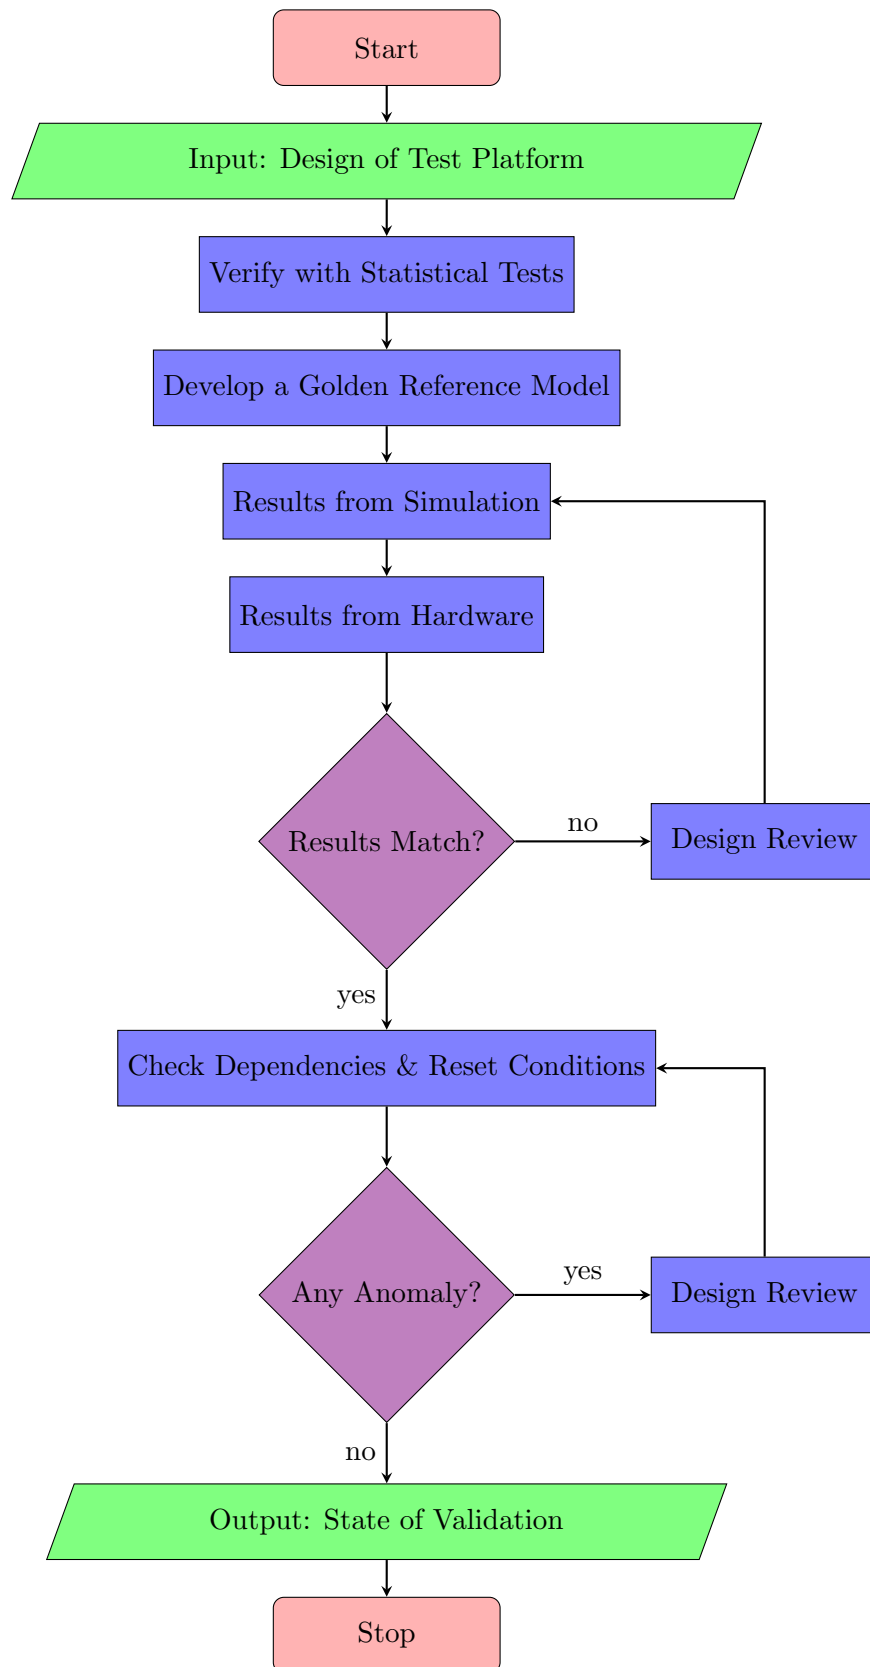 Start
Input: Design of Test Platform
Verify with Statistical Tests
Develop a Golden Reference Model
Results from Simulation
Results from Hardware
Results Match?
no
Design Review
yes
Check Dependencies & Reset Conditions
Any Anomaly?
yes
Design Review
no
Output: State of Validation
Stop